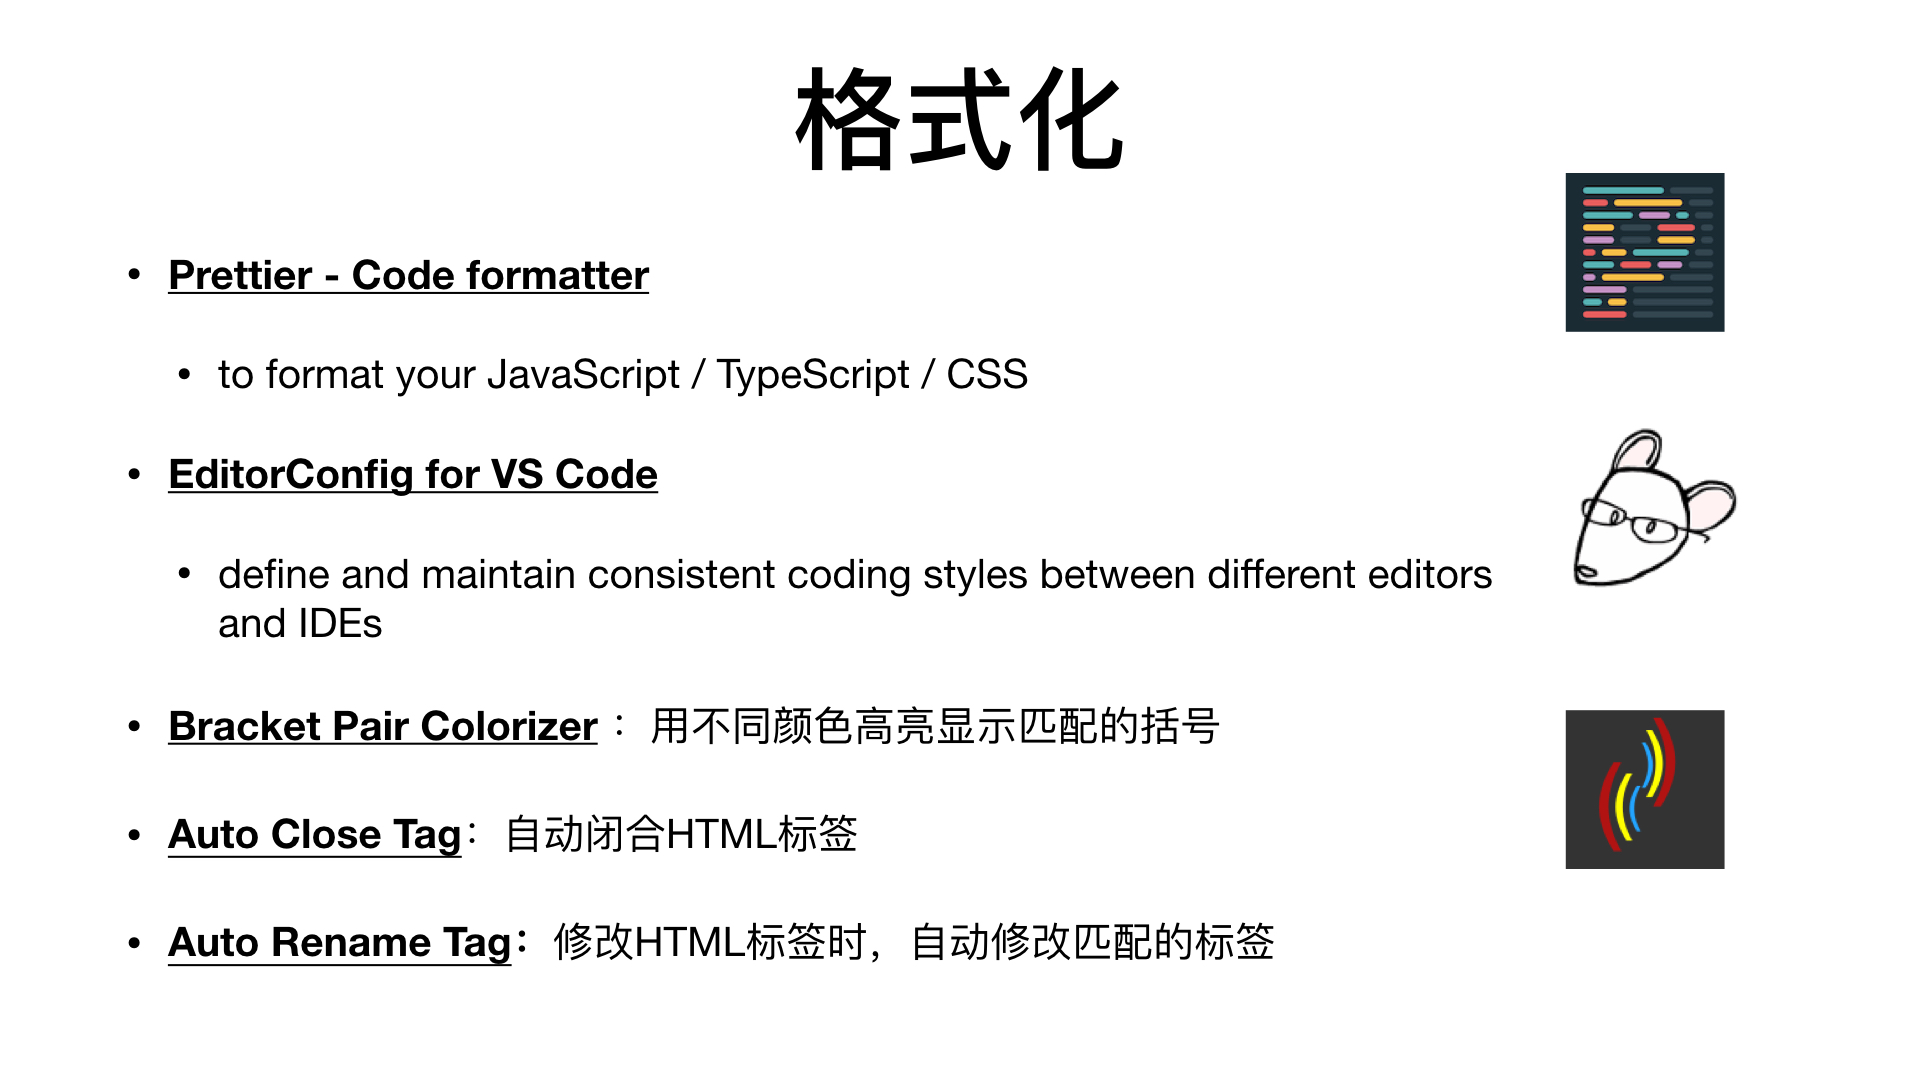 格式化
• Prettier - Code formatter
• to format your JavaScript / TypeScript / CSS
• EditorConfig for VS Code
• define and maintain consistent coding styles between different editors
and IDEs
• Bracket Pair Colorizer ： 用不同颜色高亮显示匹配的括号
• Auto Close Tag： 自动闭合HTML标签
• Auto Rename Tag：修改HTML标签时，自动修改匹配的标签